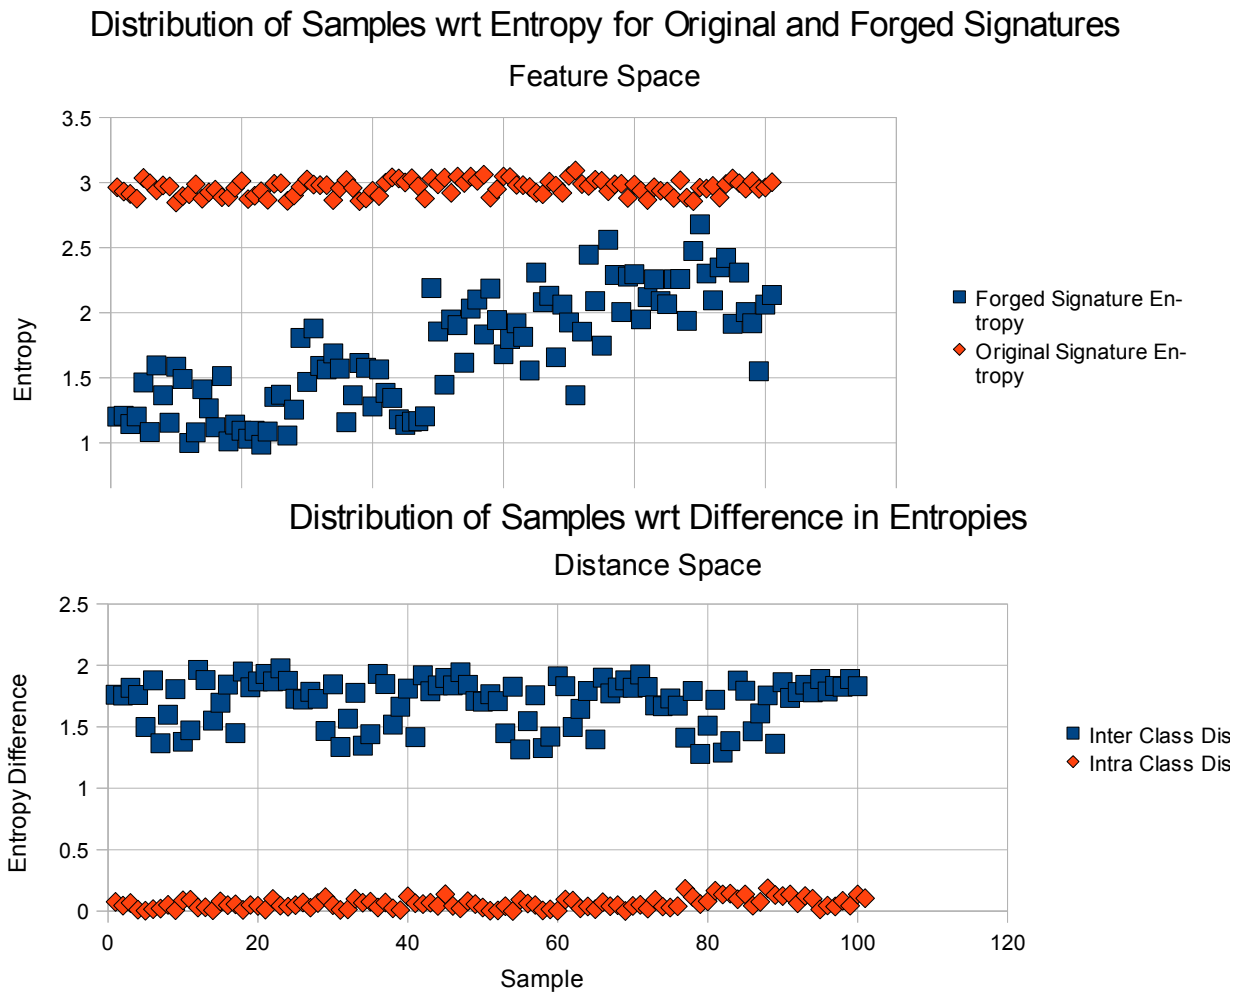 Distribution of Samples wrt Entropy for Original and Forged Signatures
Feature Space
3.5
3
2.5
2
1.5
1
Entropy
Forged Signature En-
tropy
Original Signature En-
tropy
Distribution of Samples wrt Difference in Entropies
Distance Space
2.5
2
1.5
1
0.5
0
Entropy Difference
0 20 40 60 80 100 120
Sample
Inter Class Dis
Intra Class Dis